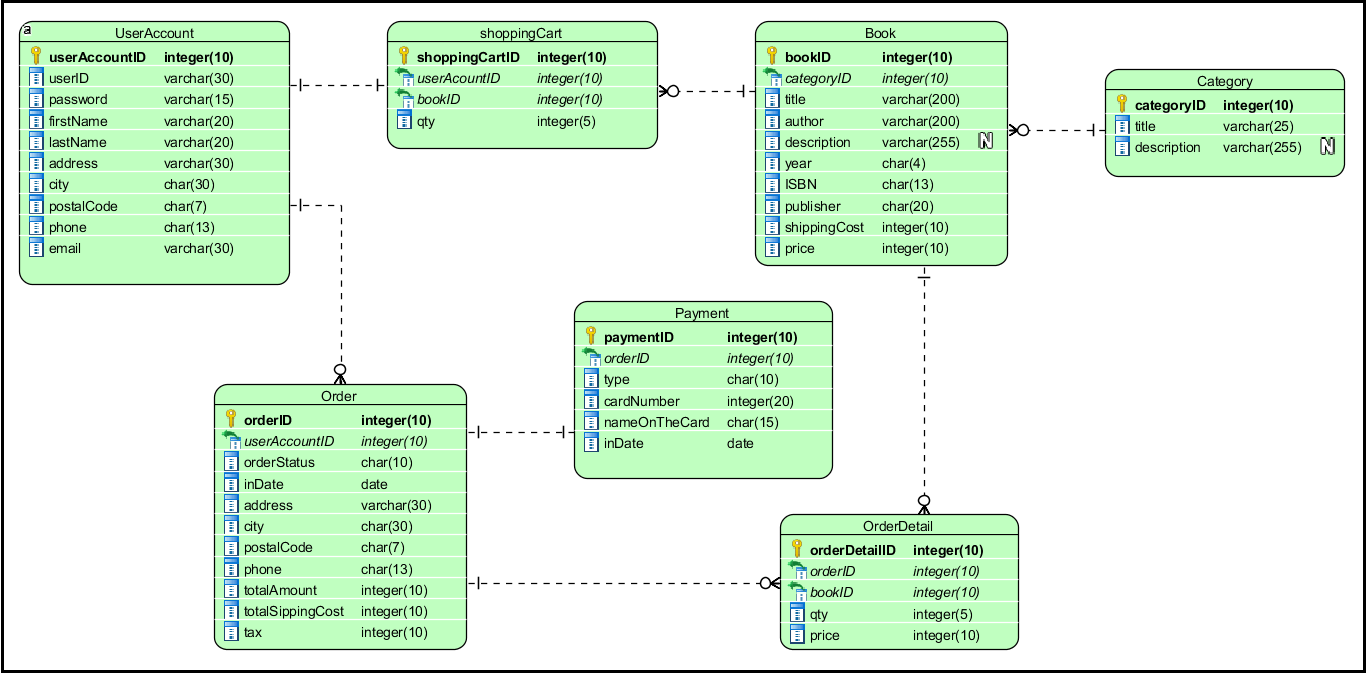 a
UserAccount
userAccountID integer(10)
userID varchar(30)
password varchar(15)
firstName varchar(20)
lastName varchar(20)
address varchar(30)
city char(30)
postalCode char(7)
phone char(13)
email varchar(30)
shoppingCart
shoppingCartID integer(10)
userAcountID integer(10)
bookID integer(10)
qty integer(5)
Book
bookID integer(10)
categoryID integer(10)
title varchar(200)
author varchar(200)
description varchar(255) N
year char(4)
ISBN char(13)
publisher char(20)
shippingCost integer(10)
price integer(10)
Category
categoryID integer(10)
title varchar(25)
description varchar(255) N
Payment
paymentID integer(10)
orderID integer(10)
type char(10)
cardNumber integer(20)
nameOnTheCard char(15)
inDate date
Order
orderID integer(10)
userAccountID integer(10)
orderStatus char(10)
inDate date
address varchar(30)
city char(30)
postalCode char(7)
phone char(13)
totalAmount integer(10)
totalSippingCost integer(10)
tax integer(10)
OrderDetail
orderDetailID integer(10)
orderID integer(10)
bookID integer(10)
qty integer(5)
price integer(10)